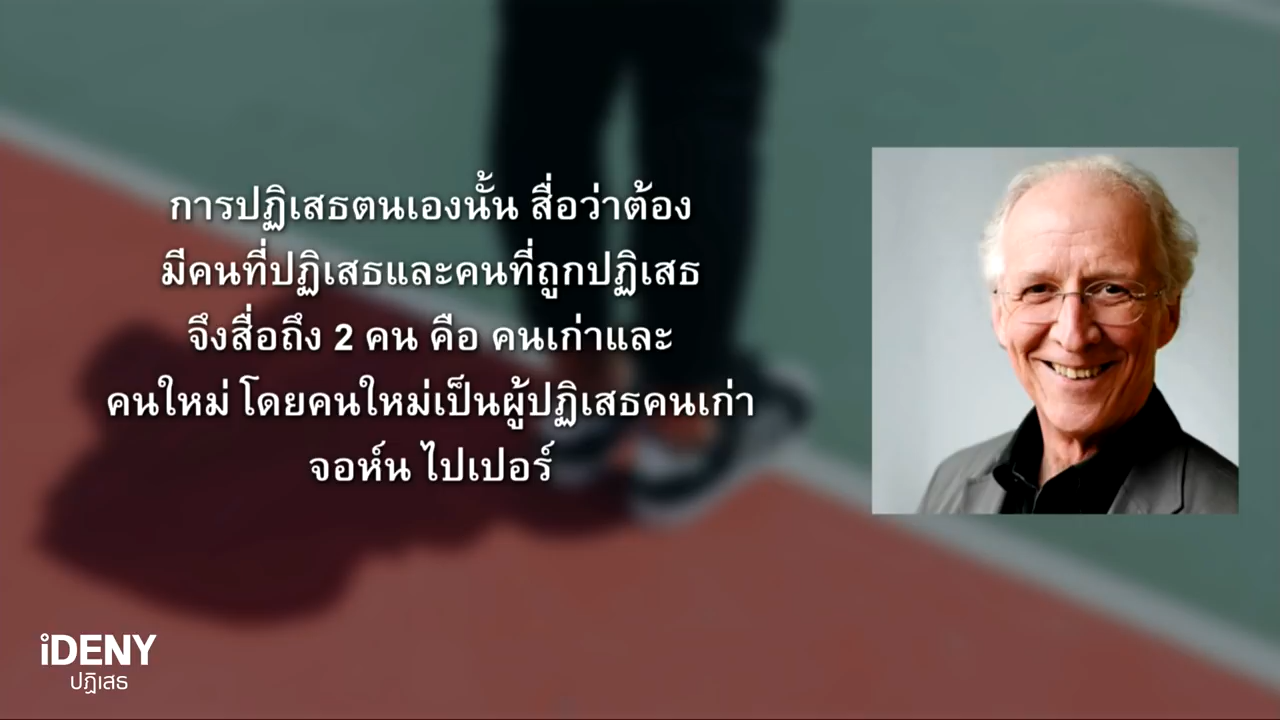 การปฏิเสธตนเองนั้น สื่อว่าต้อง
มีคนที่ปฏิเสธและคนที่ถูกปฏิเสธ
จึงสื่อถึง 2 คน คือ คนเก่าและ
คนใหม่ โดยคนใหม่เป็นผู้ปฏิเสธคนเก่า
จอห์น ไปเปอร์
iDENY
ปฏิเสธ